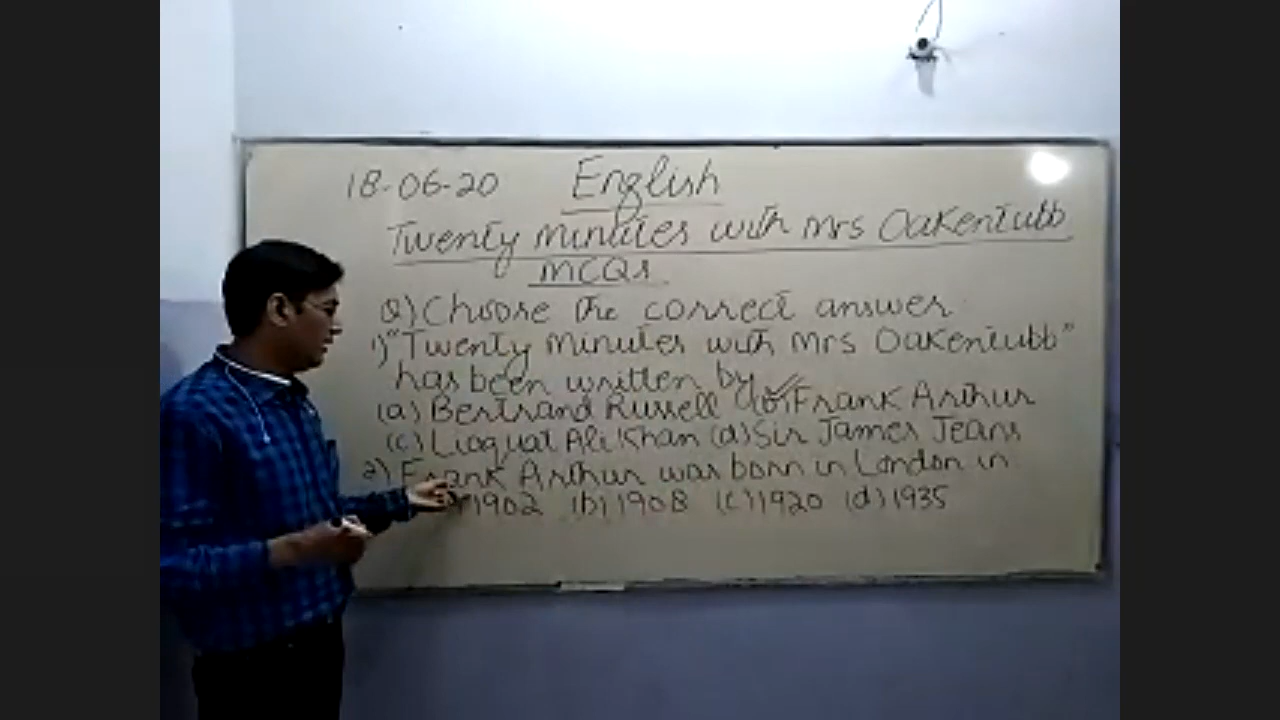 18-06-20 English
Twenty minutes with Mrs Oakentubb
MCQs
Q) Choose the correct answer
1) "Twenty minutes with Mrs Oakentubb"
has been written by
(a) Bertrand Russell (b) Frank Arthur
(c) Liaquat Ali Khan (d) Sir James Jeans
2) Frank Arthur was born in London in
1902 (b) 1908 (c) 1920 (d) 1935